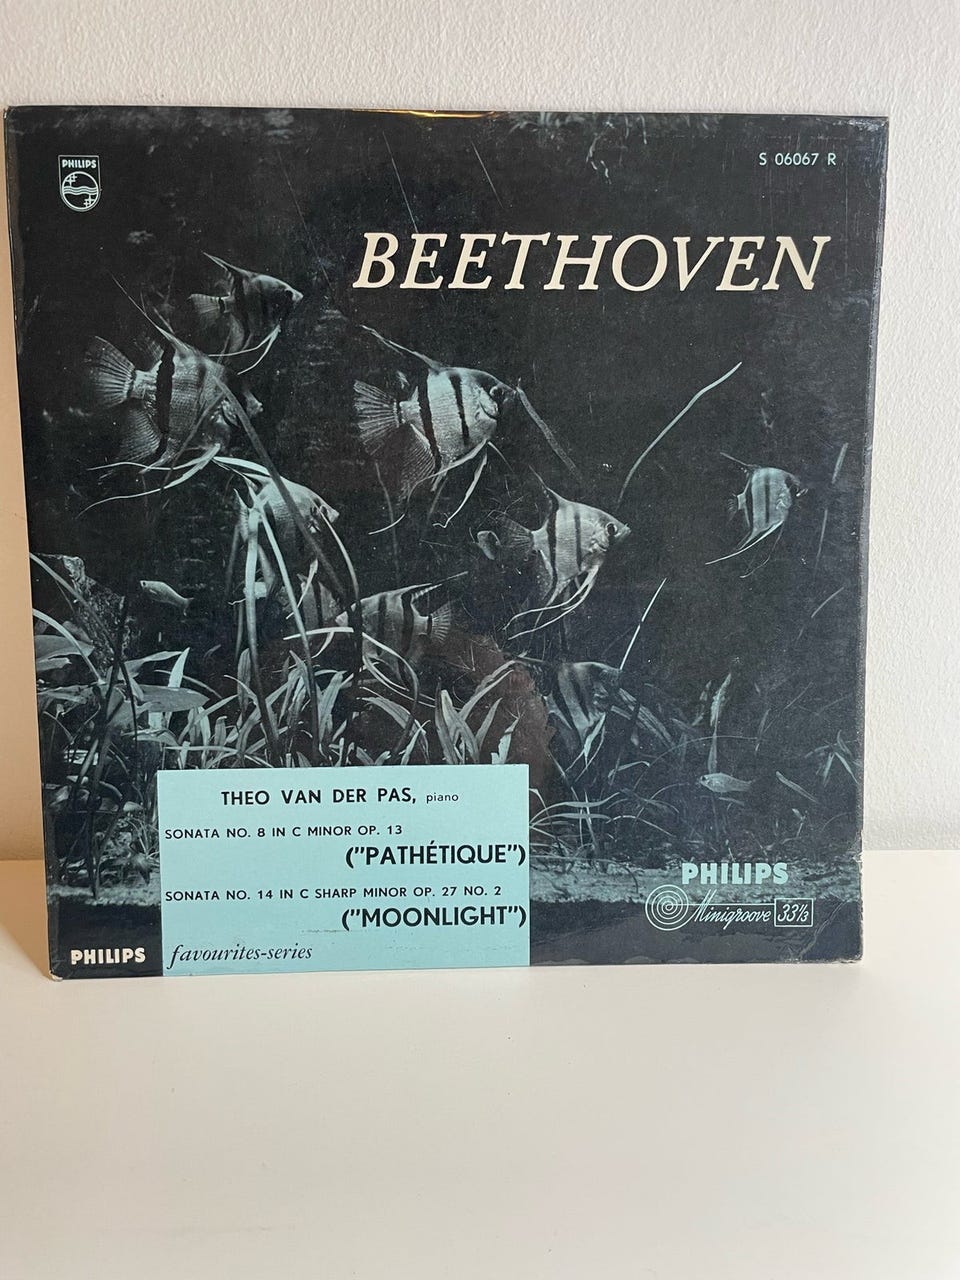 PHILIPS
S 06067 R
BEETHOVEN
THEO VAN DER PAS, piano
SONATA NO. 8 IN C MINOR OP. 13
("PATHÉTIQUE")
SONATA NO. 14 IN C SHARP MINOR OP. 27 NO. 2
("MOONLIGHT")
PHILIPS favourites-series
PHILIPS
Minigroove 33⅓